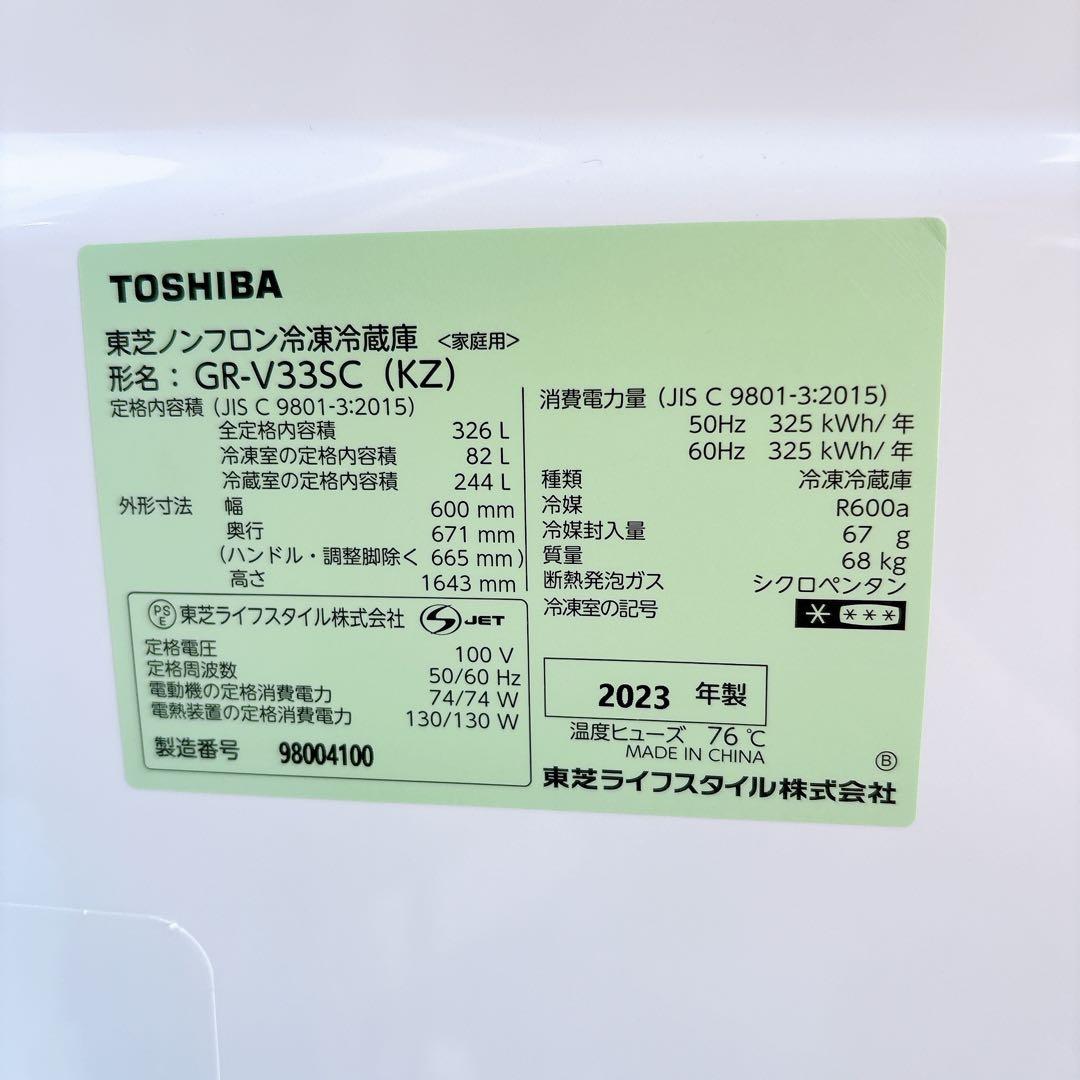 TOSHIBA
東芝ノンフロン冷凍冷蔵庫 <家庭用>
形名： GR-V33SC (KZ)
定格内容積 (JIS C 9801-3:2015)
全定格内容積 326 L
冷凍室の定格内容積 82 L
冷蔵室の定格内容積 244 L
外形寸法 幅 600 mm
奥行 671 mm
(ハンドル・調整脚除く 665 mm)
高さ 1643 mm
PS E 東芝ライフスタイル株式会社 S JET
定格電圧 100 V
定格周波数 50/60 Hz
電動機の定格消費電力 74/74 W
電熱装置の定格消費電力 130/130 W
製造番号 98004100
消費電力量 (JIS C 9801-3:2015)
50Hz 325 kWh/年
60Hz 325 kWh/年
種類 冷凍冷蔵庫
冷媒 R600a
冷媒封入量 67 g
質量 68 kg
断熱発泡ガス シクロペンタン
冷凍室の記号 * ***
2023 年製
温度ヒューズ 76 ℃
MADE IN CHINA
Ⓑ
東芝ライフスタイル株式会社